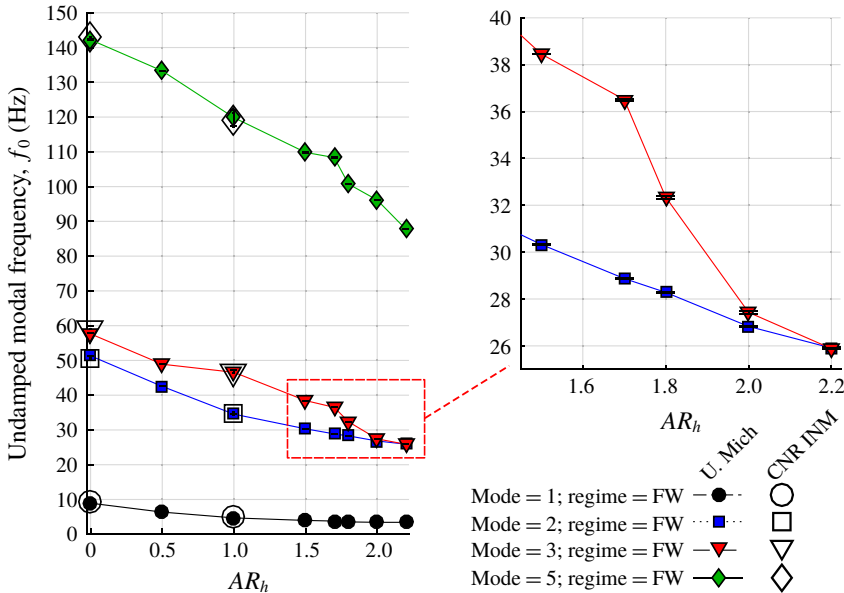 150
140
130
120
110
100
90
80
70
60
50
40
30
20
10
0
Undamped modal frequency, f₀ (Hz)
0 0.5 1.0 1.5 2.0
AR_h
40
38
36
34
32
30
28
26
1.6 1.8 2.0 2.2
AR_h
U. Mich
CNR INM
Mode = 1; regime = FW
Mode = 2; regime = FW
Mode = 3; regime = FW
Mode = 5; regime = FW